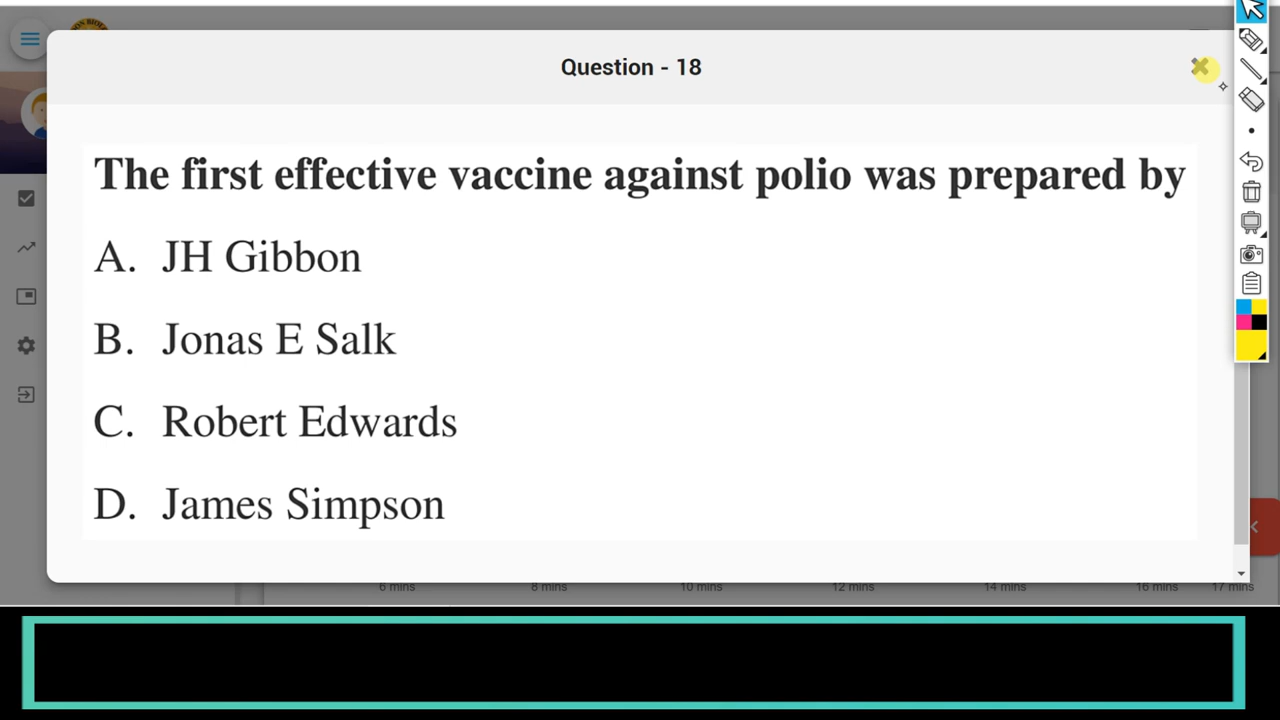 Question - 18
The first effective vaccine against polio was prepared by
A. JH Gibbon
B. Jonas E Salk
C. Robert Edwards
D. James Simpson
6 mins 8 mins 10 mins 12 mins 14 mins 16 mins 17 mins